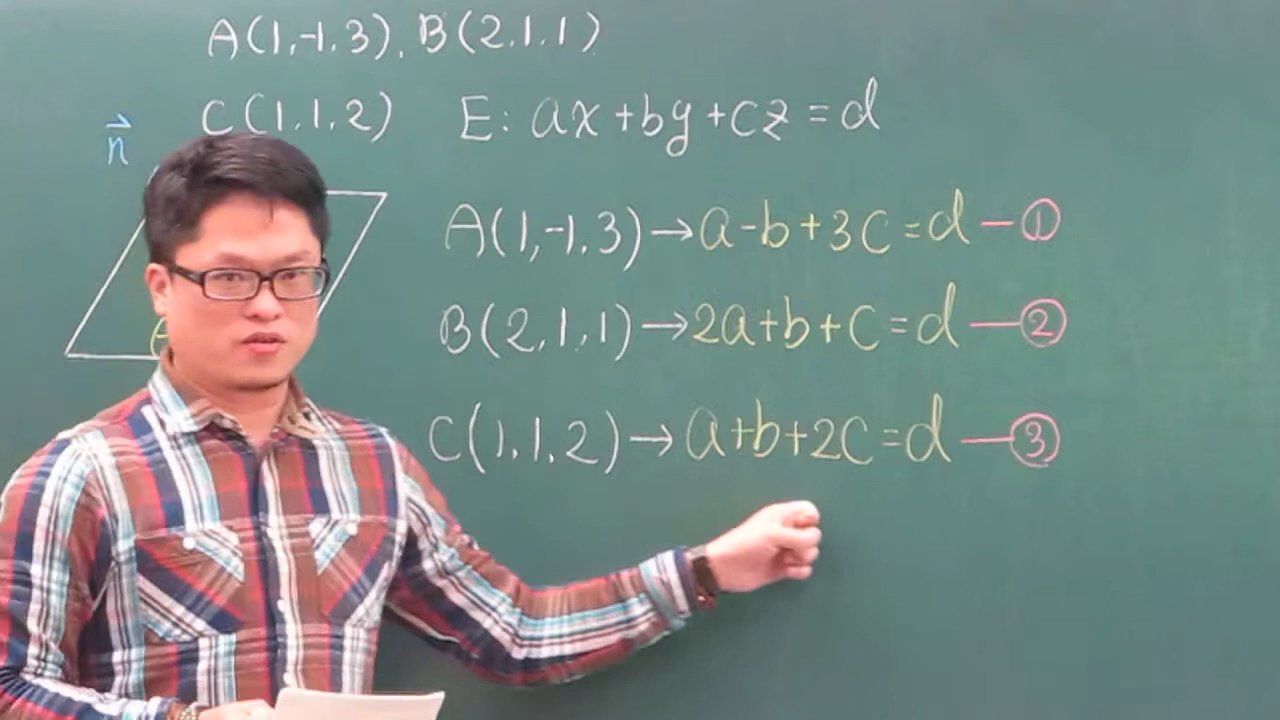 A(1,-1,3), B(2,1,1)
C(1,1,2) E: ax+by+cz=d
n⃗
A(1,-1,3)→a-b+3c=d—①
B(2,1,1)→2a+b+c=d—②
C(1,1,2)→a+b+2c=d—③